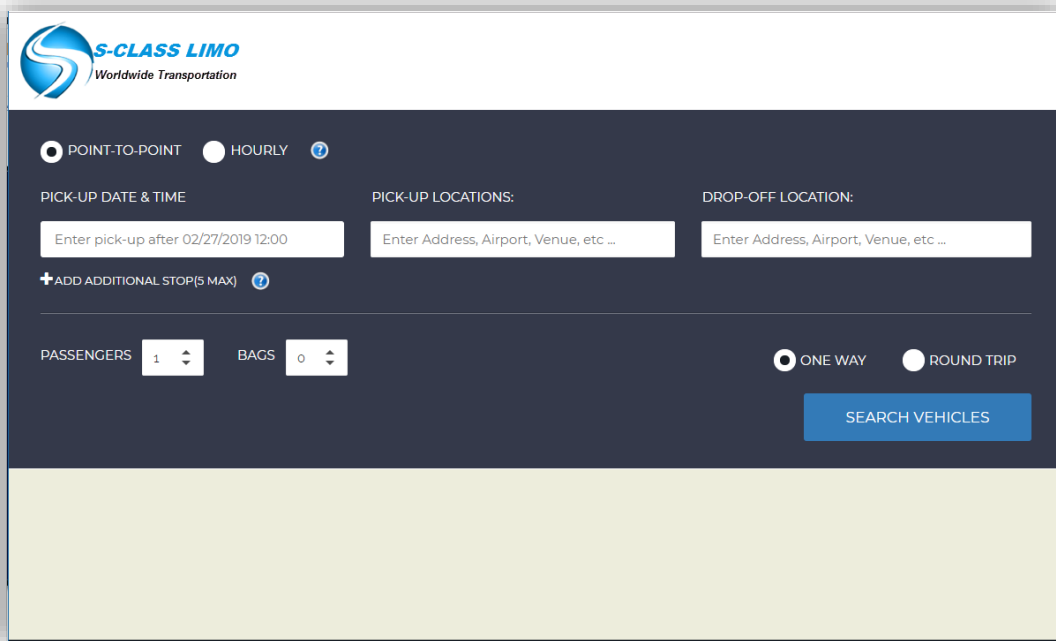 S-CLASS LIMO
Worldwide Transportation
POINT-TO-POINT HOURLY ?
PICK-UP DATE & TIME PICK-UP LOCATIONS: DROP-OFF LOCATION:
Enter pick-up after 02/27/2019 12:00 Enter Address, Airport, Venue, etc ... Enter Address, Airport, Venue, etc ...
+ADD ADDITIONAL STOP(5 MAX) ?
PASSENGERS 1 BAGS 0 ONE WAY ROUND TRIP
SEARCH VEHICLES